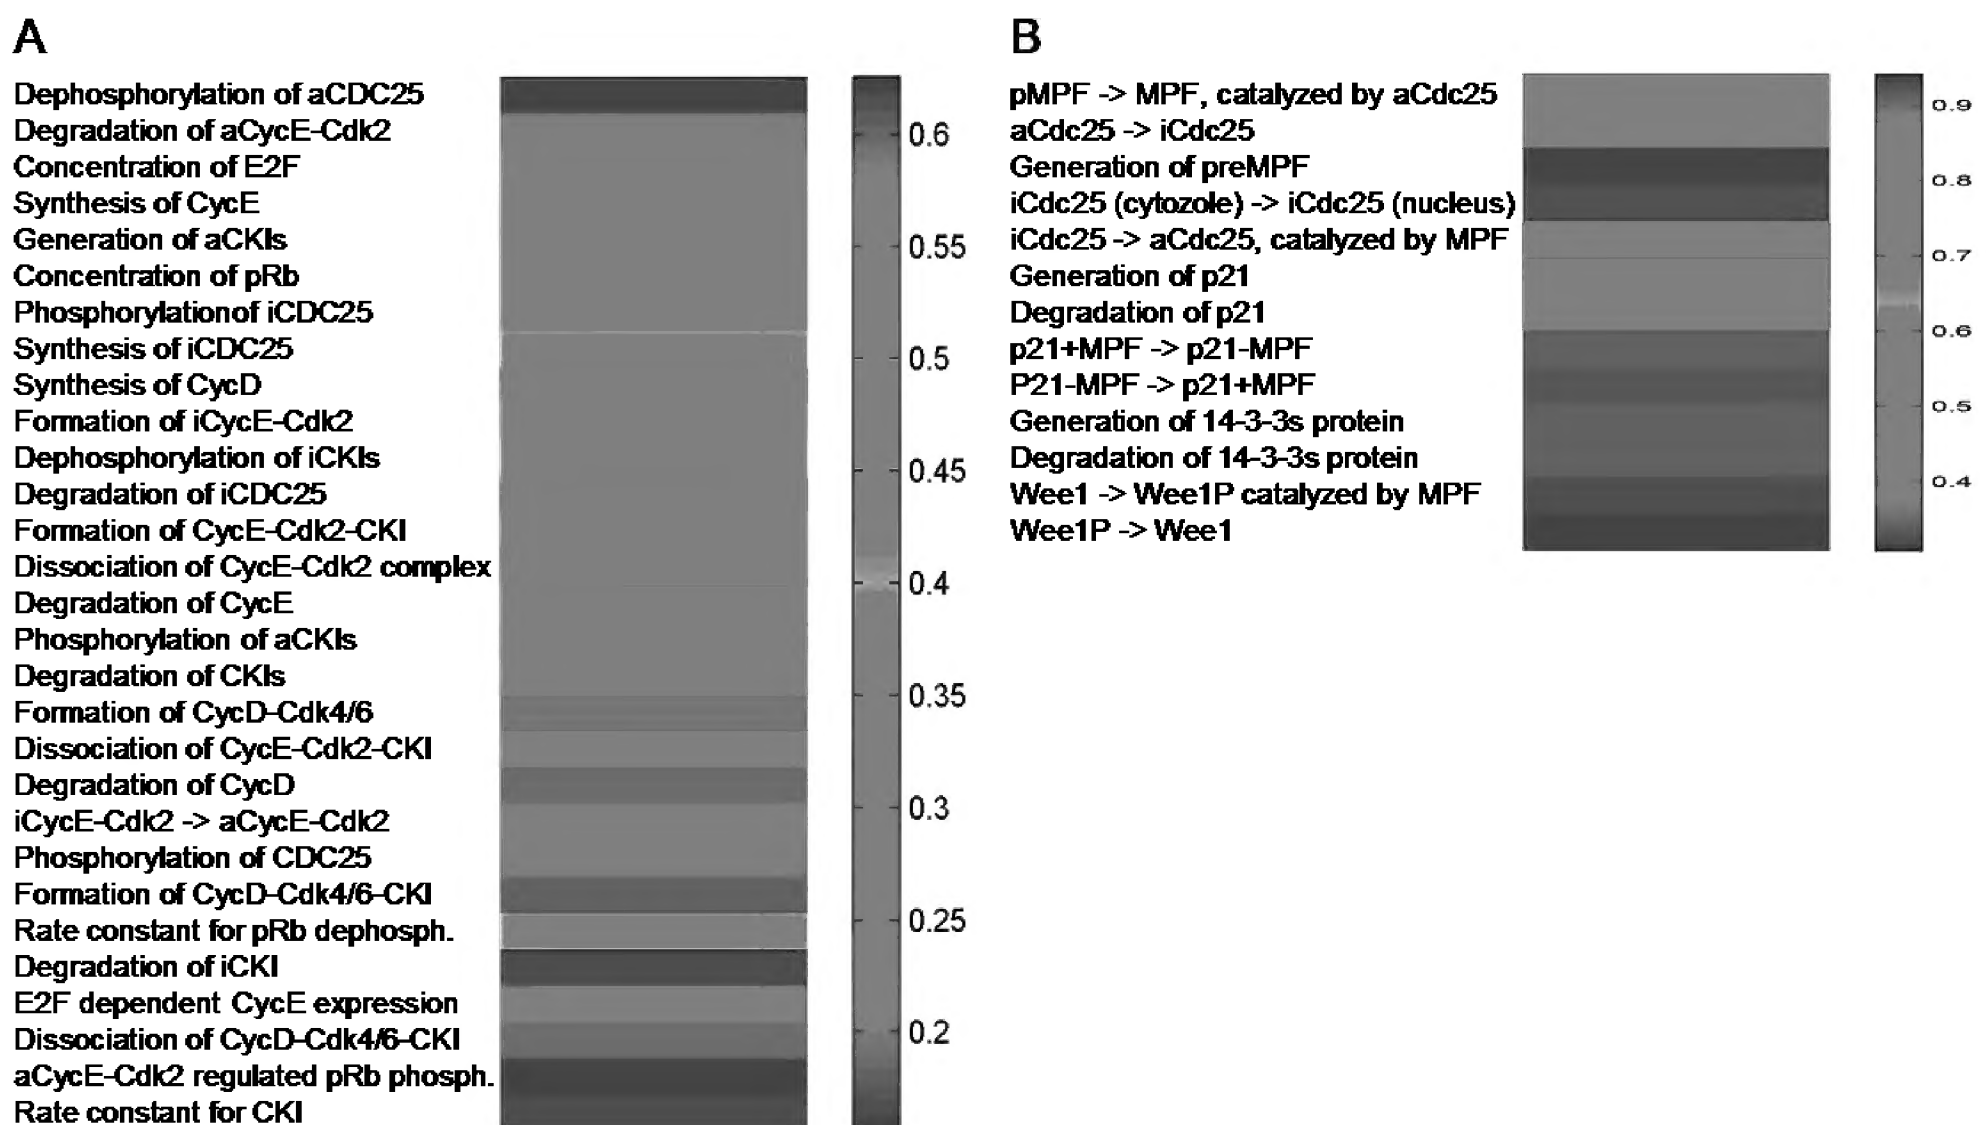 A
Dephosphorylation of aCDC25
Degradation of aCycE-Cdk2
Concentration of E2F
Synthesis of CycE
Generation of aCKIs
Concentration of pRb
Phosphorylationof iCDC25
Synthesis of iCDC25
Synthesis of CycD
Formation of iCycE-Cdk2
Dephosphorylation of iCKIs
Degradation of iCDC25
Formation of CycE-Cdk2-CKI
Dissociation of CycE-Cdk2 complex
Degradation of CycE
Phosphorylation of aCKIs
Degradation of CKIs
Formation of CycD-Cdk4/6
Dissociation of CycE-Cdk2-CKI
Degradation of CycD
iCycE-Cdk2 -> aCycE-Cdk2
Phosphorylation of CDC25
Formation of CycD-Cdk4/6-CKI
Rate constant for pRb dephosph.
Degradation of iCKI
E2F dependent CycE expression
Dissociation of CycD-Cdk4/6-CKI
aCycE-Cdk2 regulated pRb phosph.
Rate constant for CKI
0.6
0.55
0.5
0.45
0.4
0.35
0.3
0.25
0.2
B
pMPF -> MPF, catalyzed by aCdc25
aCdc25 -> iCdc25
Generation of preMPF
iCdc25 (cytozole) -> iCdc25 (nucleus)
iCdc25 -> aCdc25, catalyzed by MPF
Generation of p21
Degradation of p21
p21+MPF -> p21-MPF
P21-MPF -> p21+MPF
Generation of 14-3-3s protein
Degradation of 14-3-3s protein
Wee1 -> Wee1P catalyzed by MPF
Wee1P -> Wee1
0.9
0.8
0.7
0.6
0.5
0.4